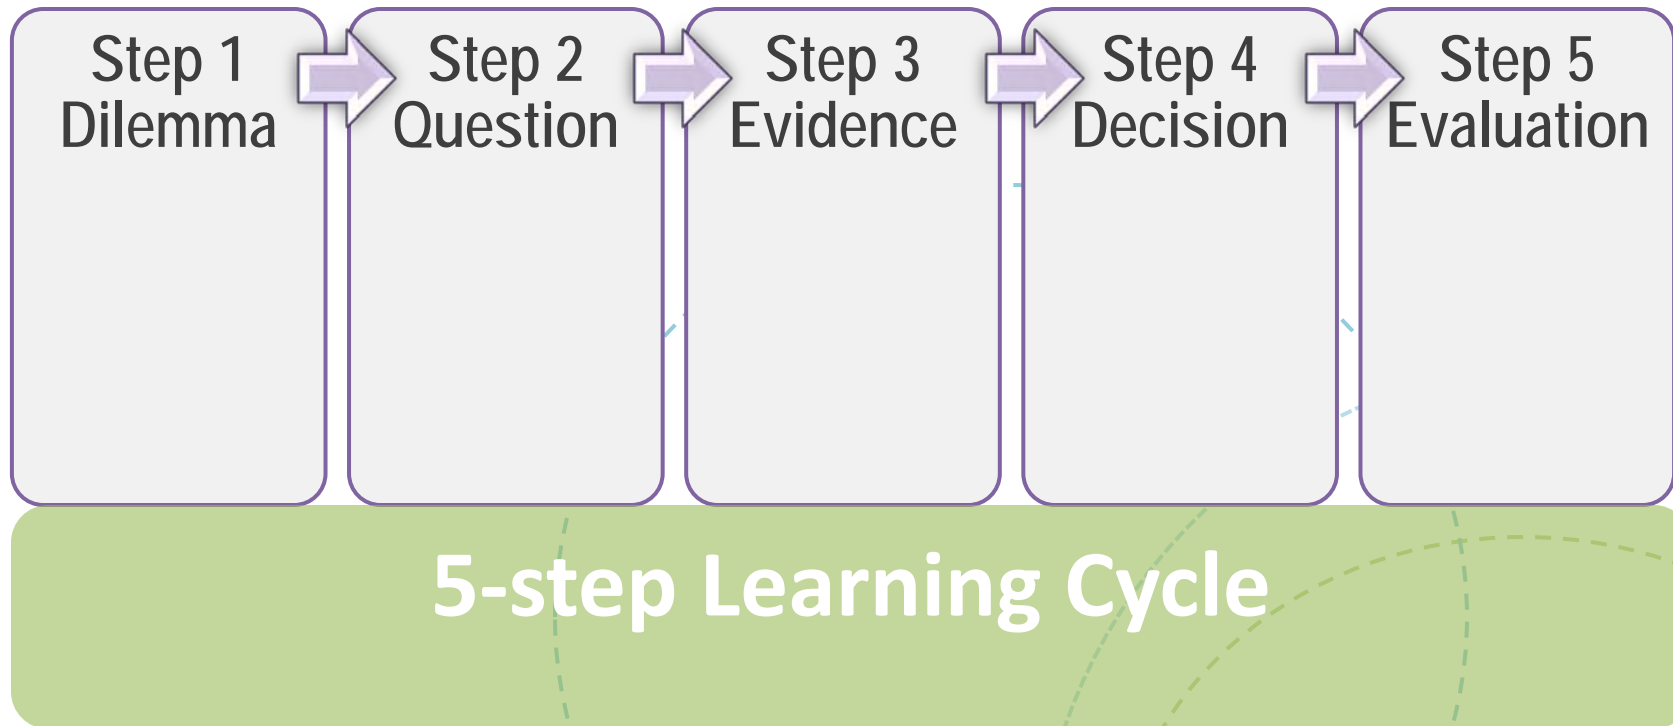 Step 1
Dilemma
Step 2
Question
Step 3
Evidence
Step 4
Decision
Step 5
Evaluation
5-step Learning Cycle